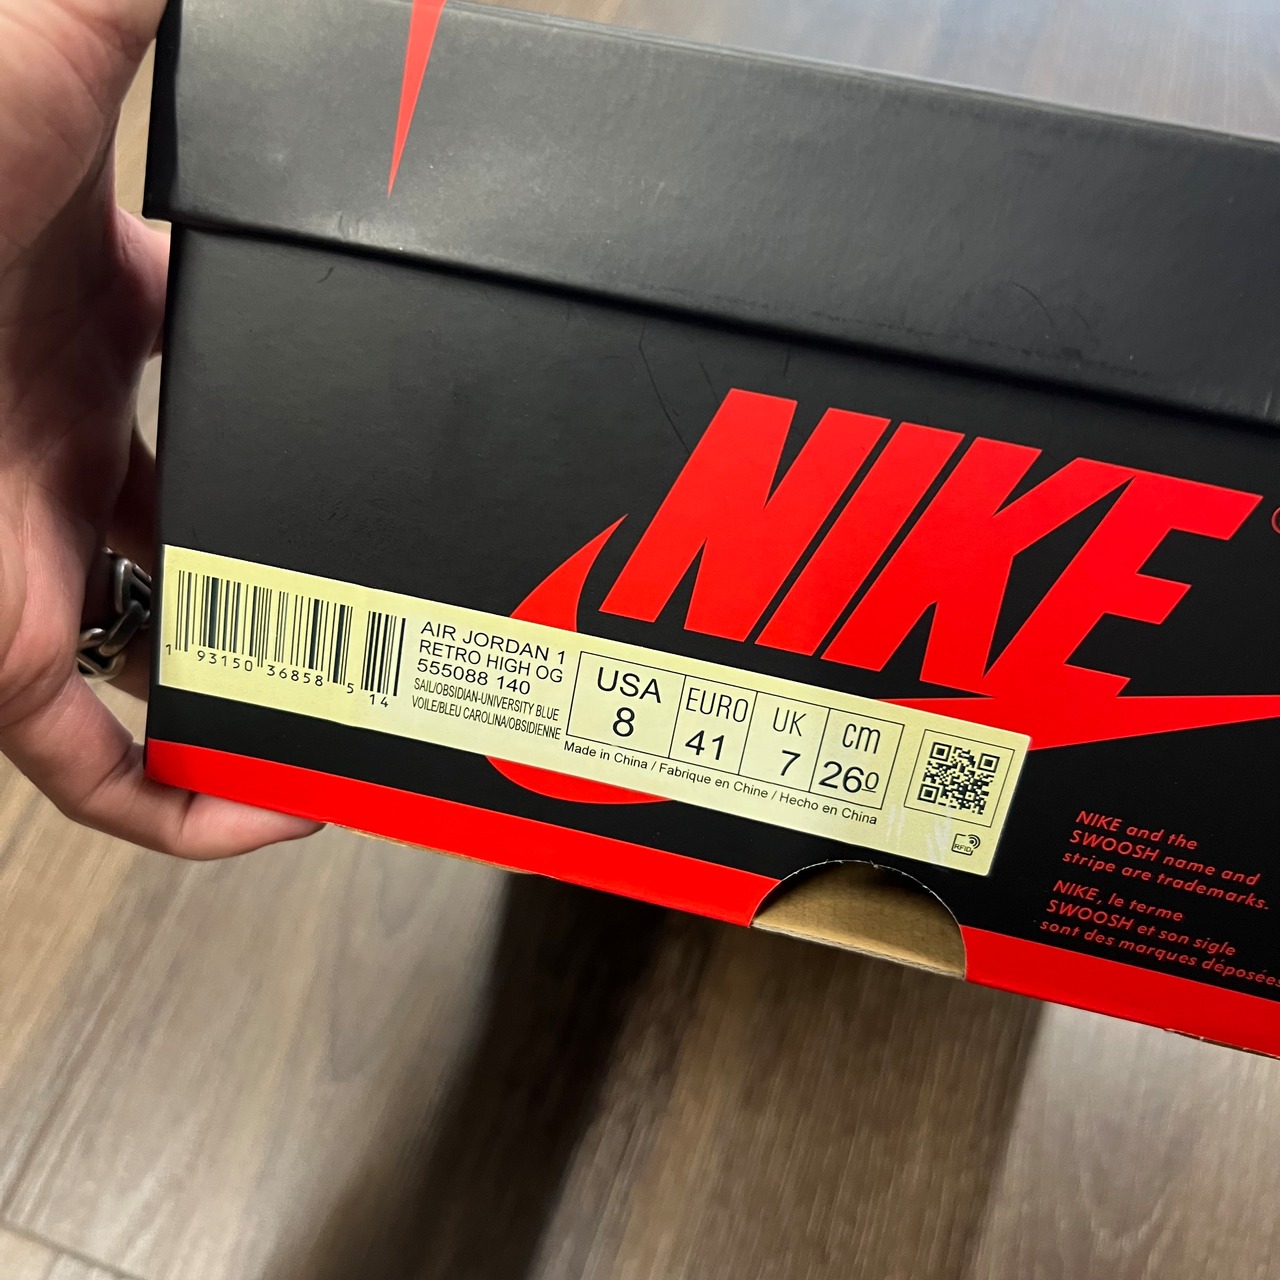 NIKE
AIR JORDAN 1
RETRO HIGH OG
555088 140
SAIL/OBSIDIAN-UNIVERSITY BLUE
VOILE/BLEU CAROLINA/OBSIDIENNE
1 93150 36858 5
14
USA
8
EURO
41
UK
7
cm
260
Made in China / Fabrique en Chine / Hecho en China
RFID
NIKE and the
SWOOSH name and
stripe are trademarks.
NIKE, le terme
SWOOSH et son sigle
sont des marques déposées